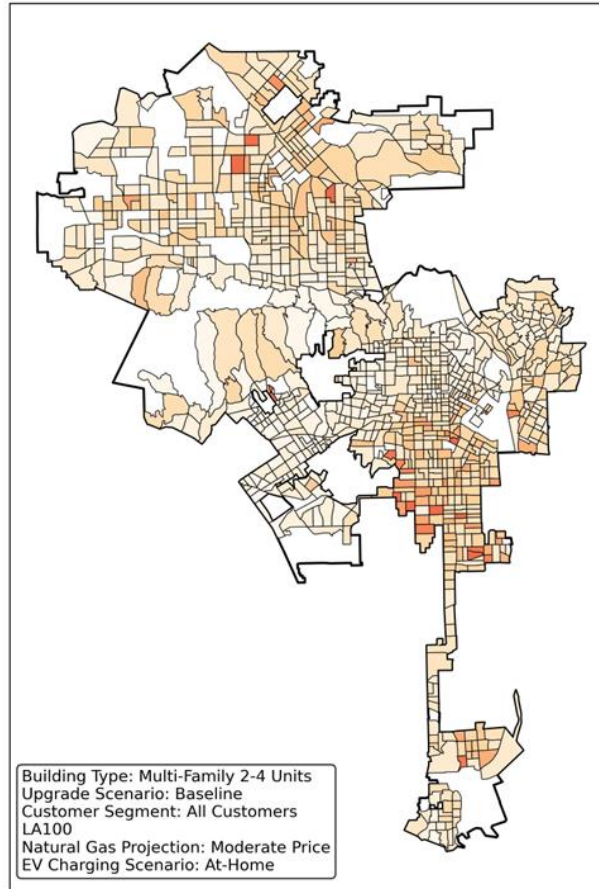 Building Type: Multi-Family 2-4 Units
Upgrade Scenario: Baseline
Customer Segment: All Customers
LA100
Natural Gas Projection: Moderate Price
EV Charging Scenario: At-Home